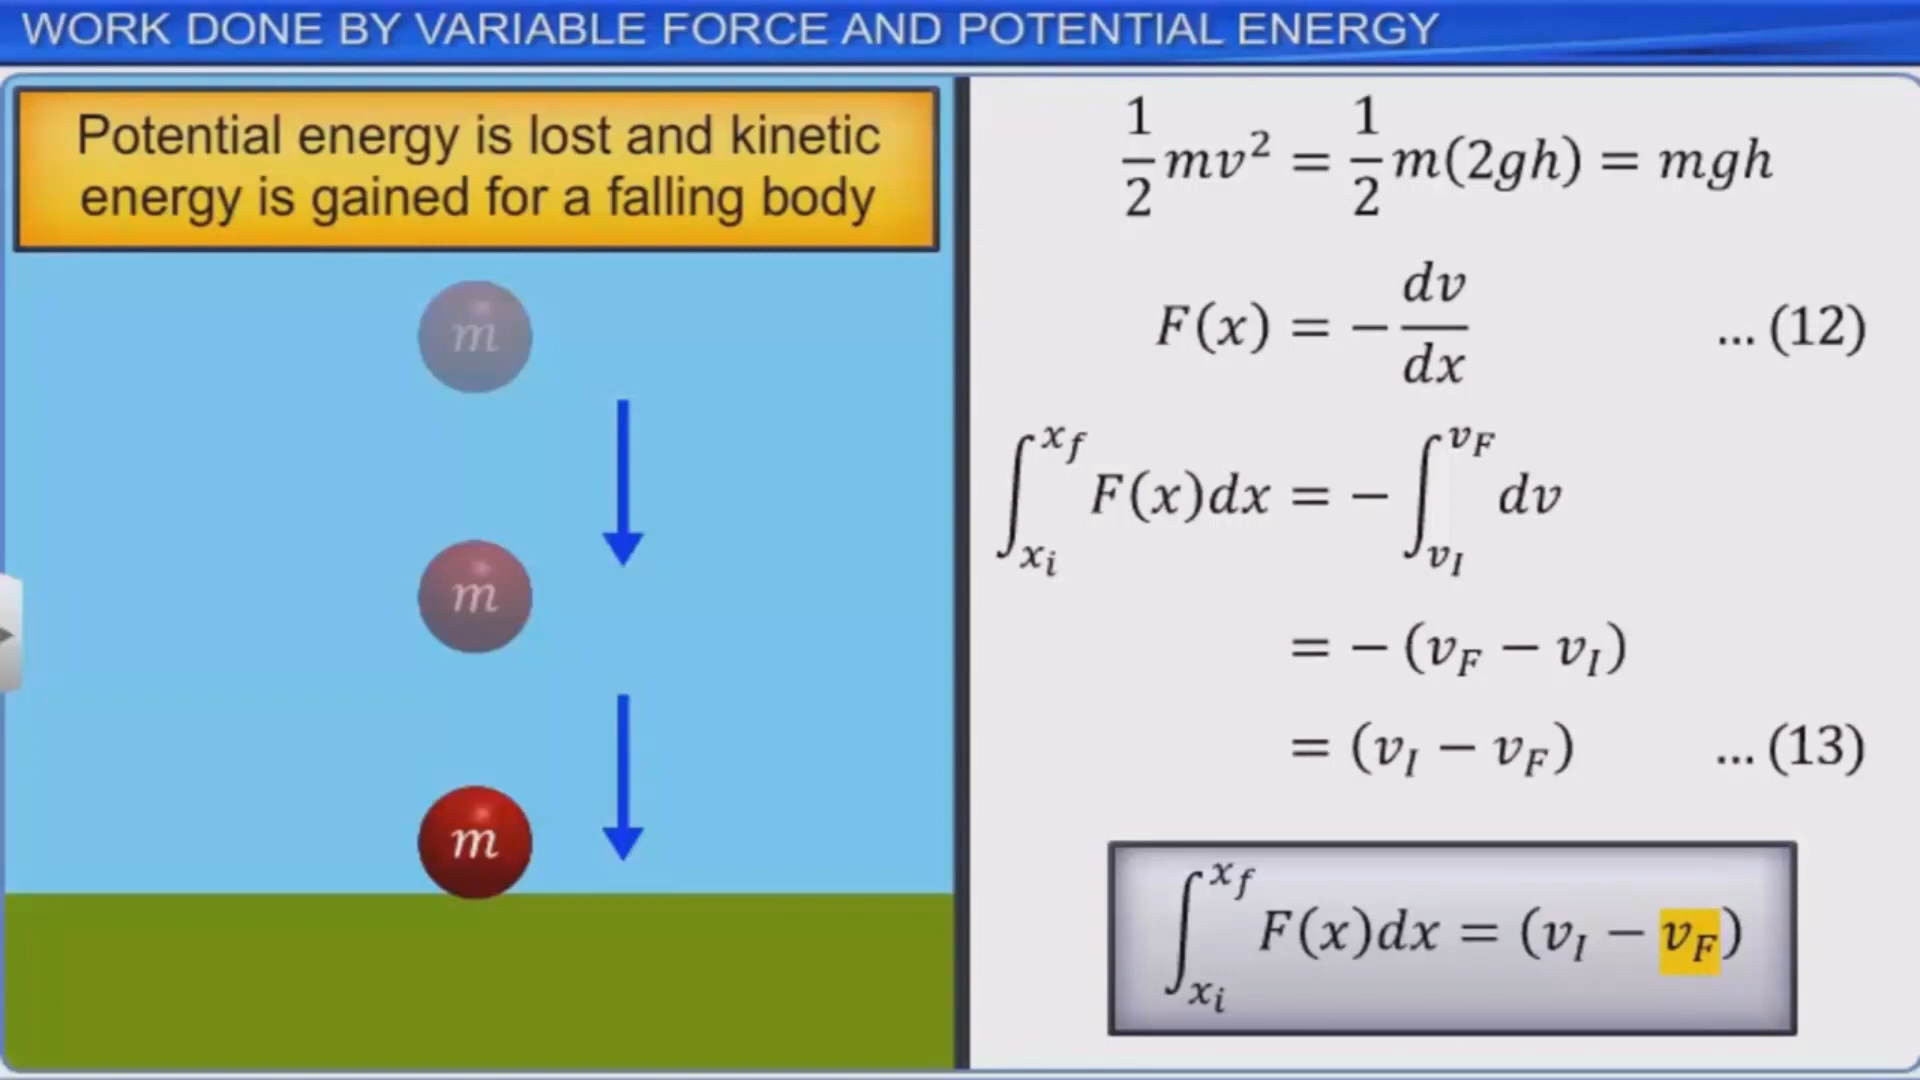 WORK DONE BY VARIABLE FORCE AND POTENTIAL ENERGY
Potential energy is lost and kinetic
energy is gained for a falling body
m
m
m
1/2 mv² = 1/2 m(2gh) = mgh
F(x) = − dv/dx ... (12)
∫_{x_i}^{x_f} F(x)dx = − ∫_{v_I}^{v_F} dv
= − (v_F − v_I)
= (v_I − v_F) ... (13)
∫_{x_i}^{x_f} F(x)dx = (v_I − v_F)